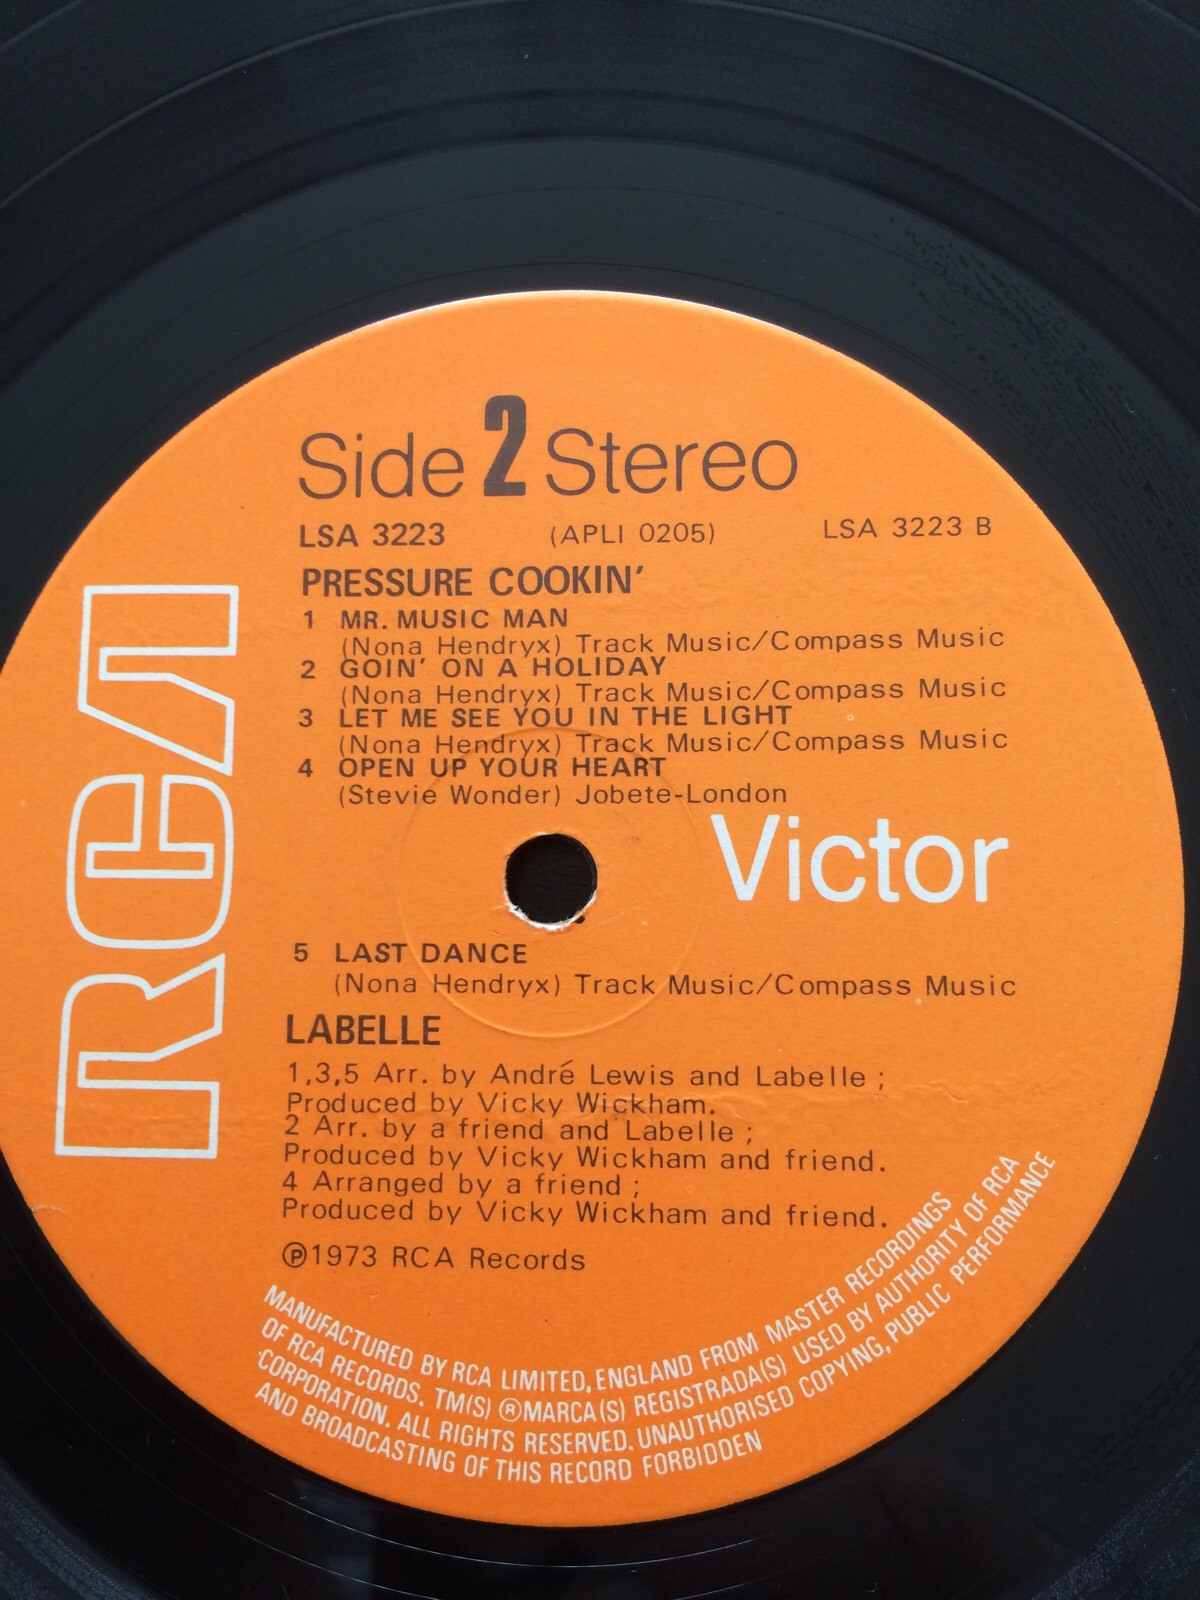 Side 2 Stereo
LSA 3223 (APLI 0205) LSA 3223 B
PRESSURE COOKIN'
1 MR. MUSIC MAN
(Nona Hendryx) Track Music/Compass Music
2 GOIN' ON A HOLIDAY
(Nona Hendryx) Track Music/Compass Music
3 LET ME SEE YOU IN THE LIGHT
(Nona Hendryx) Track Music/Compass Music
4 OPEN UP YOUR HEART
(Stevie Wonder) Jobete-London
RCA
Victor
5 LAST DANCE
(Nona Hendryx) Track Music/Compass Music
LABELLE
1,3,5 Arr. by André Lewis and Labelle ;
Produced by Vicky Wickham.
2 Arr. by a friend and Labelle ;
Produced by Vicky Wickham and friend.
4 Arranged by a friend ;
Produced by Vicky Wickham and friend.
℗1973 RCA Records
MANUFACTURED BY RCA LIMITED, ENGLAND FROM MASTER RECORDINGS
OF RCA RECORDS. TM(S) ®MARCA(S) REGISTRADA(S) USED BY AUTHORITY OF RCA
CORPORATION. ALL RIGHTS RESERVED. UNAUTHORISED COPYING, PUBLIC PERFORMANCE
AND BROADCASTING OF THIS RECORD FORBIDDEN